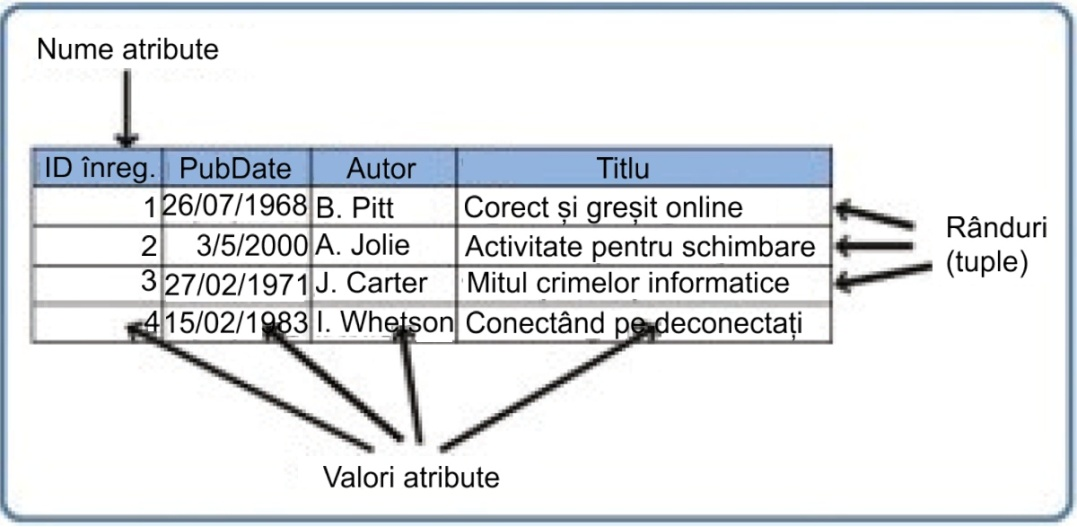 Nume atribute
ID înreg. PubDate Autor Titlu
1 26/07/1968 B. Pitt Corect și greșit online
2 3/5/2000 A. Jolie Activitate pentru schimbare
3 27/02/1971 J. Carter Mitul crimelor informatice
4 15/02/1983 I. Whetson Conectând pe deconectați
Rânduri
(tuple)
Valori atribute